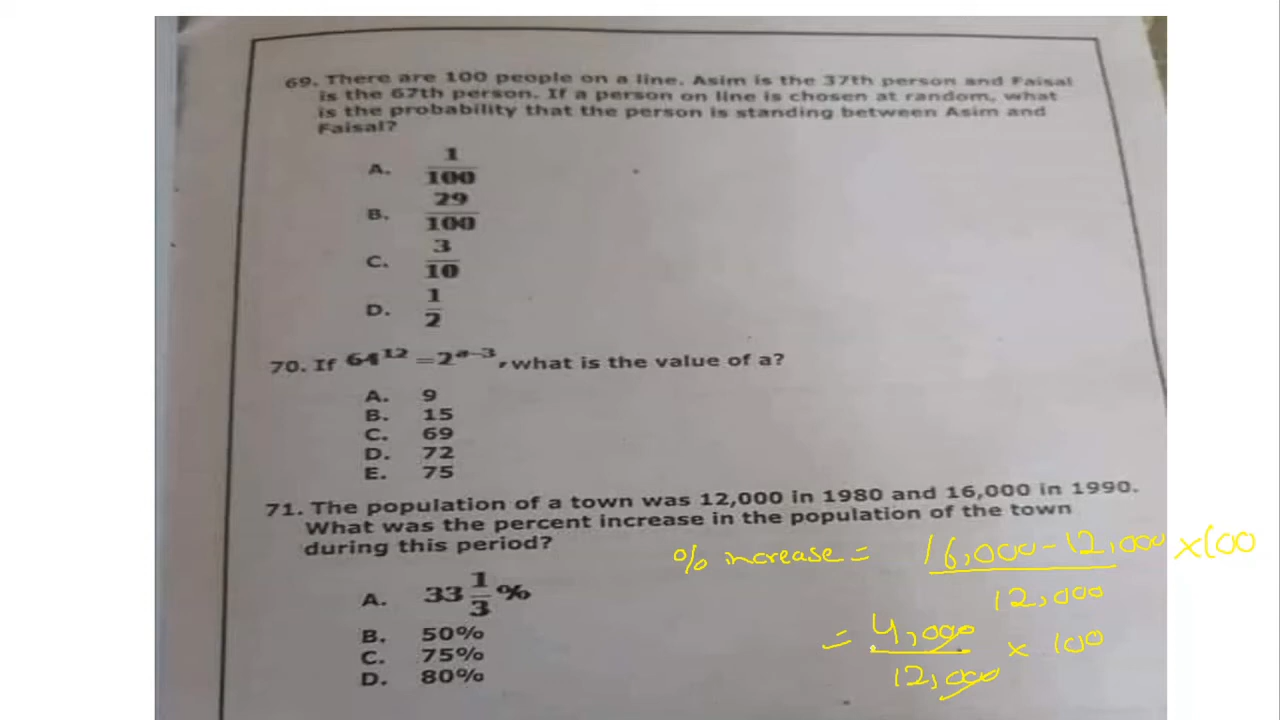 69. There are 100 people on a line. Asim is the 37th person and Faisal
is the 67th person. If a person on line is chosen at random, what
is the probability that the person is standing between Asim and
Faisal?
A. 1/100
B. 29/100
C. 3/10
D. 1/2
70. If 64^12 = 2^(a-3), what is the value of a?
A. 9
B. 15
C. 69
D. 72
E. 75
71. The population of a town was 12,000 in 1980 and 16,000 in 1990.
What was the percent increase in the population of the town
during this period?
% increase = (16,000 - 12,000)/12,000 × 100
= 4,000/12,000 × 100
A. 33 1/3 %
B. 50%
C. 75%
D. 80%